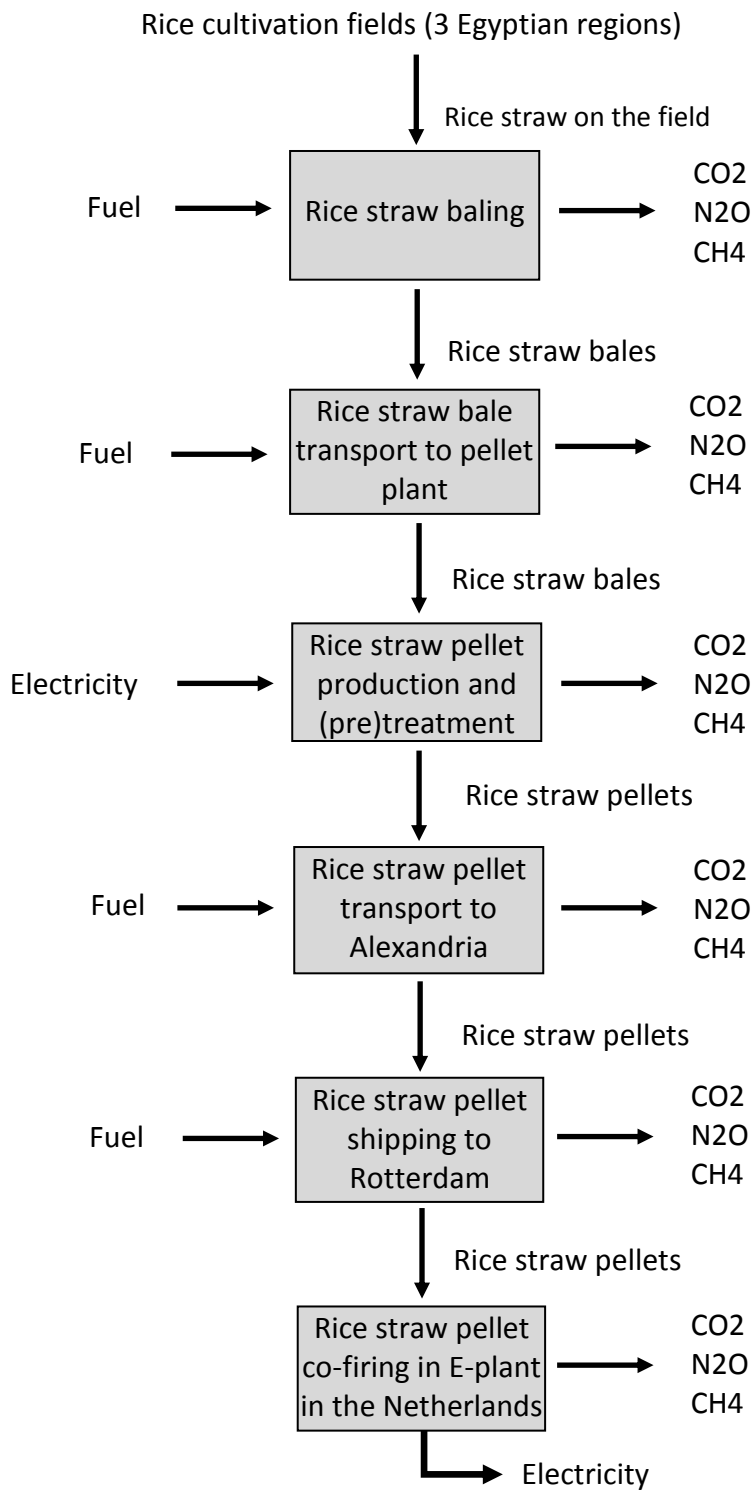 Rice cultivation fields (3 Egyptian regions)
Rice straw on the field
Fuel
Rice straw baling
CO2
N2O
CH4
Rice straw bales
Fuel
Rice straw bale
transport to pellet
plant
CO2
N2O
CH4
Rice straw bales
Electricity
Rice straw pellet
production and
(pre)treatment
CO2
N2O
CH4
Rice straw pellets
Fuel
Rice straw pellet
transport to
Alexandria
CO2
N2O
CH4
Rice straw pellets
Fuel
Rice straw pellet
shipping to
Rotterdam
CO2
N2O
CH4
Rice straw pellets
Rice straw pellet
co-firing in E-plant
in the Netherlands
CO2
N2O
CH4
Electricity